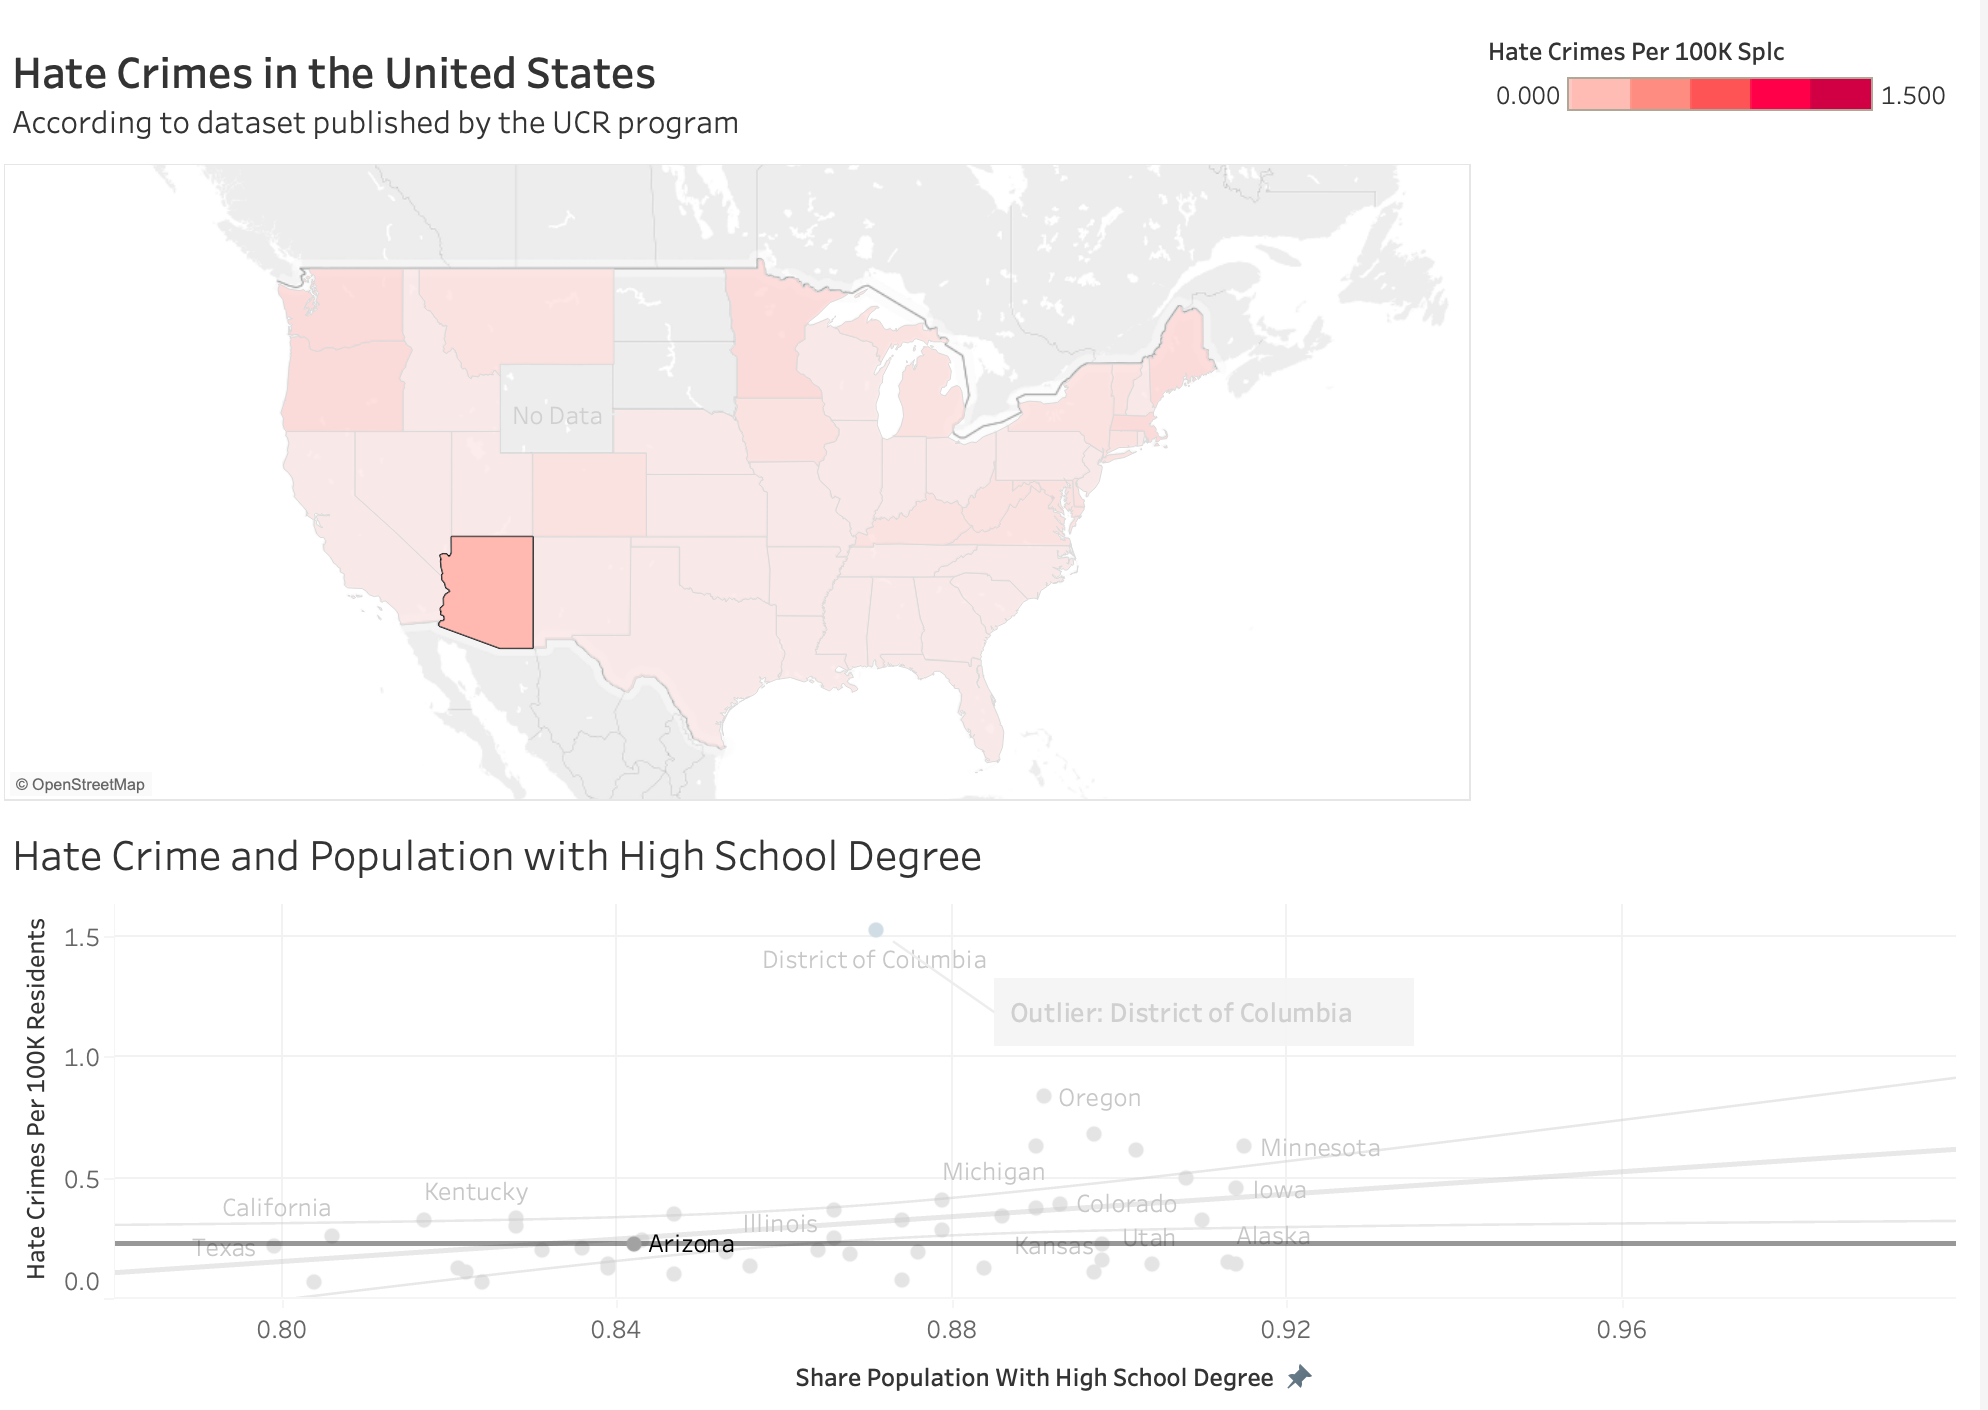 Hate Crimes in the United States
According to dataset published by the UCR program
Hate Crimes Per 100K Splc
0.000
1.500
No Data
© OpenStreetMap
Hate Crime and Population with High School Degree
Hate Crimes Per 100K Residents
1.5
1.0
0.5
0.0
District of Columbia
Outlier: District of Columbia
Oregon
Minnesota
Michigan
Kentucky
Iowa
California
Colorado
Illinois
Texas
Arizona
Kansas
Utah
Alaska
0.80
0.84
0.88
0.92
0.96
Share Population With High School Degree